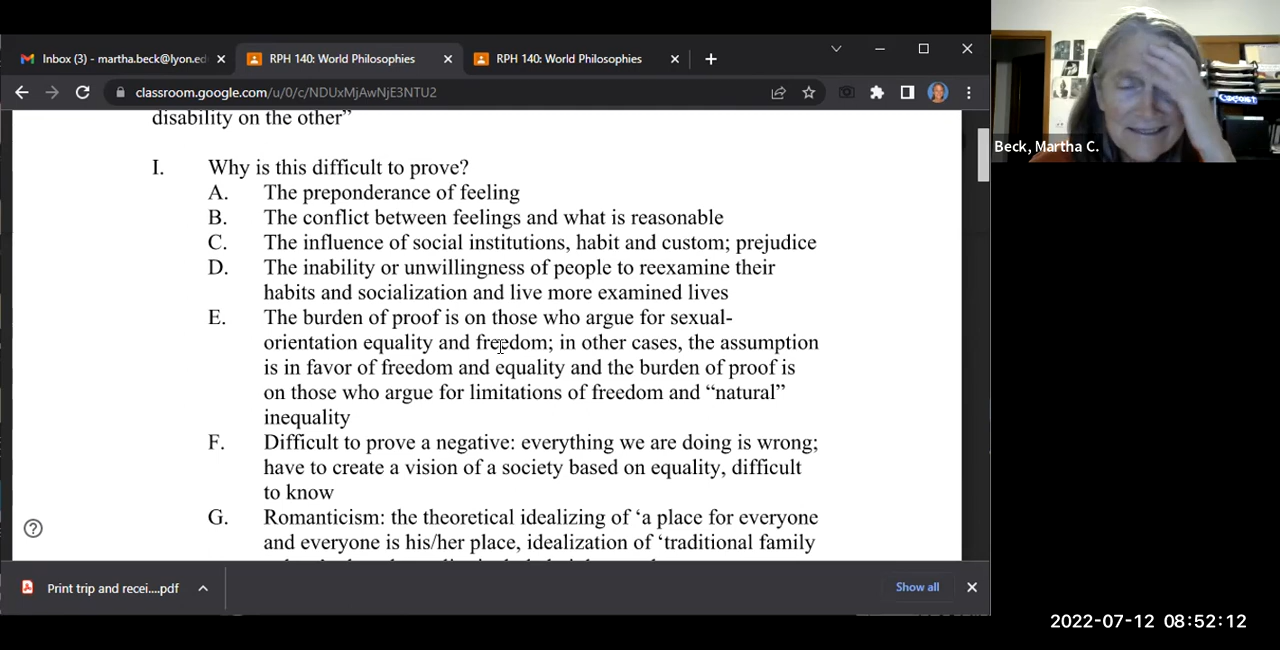 Inbox (3) - martha.beck@lyon.ed
RPH 140: World Philosophies
RPH 140: World Philosophies
classroom.google.com/u/0/c/NDUxMjAwNjE3NTU2
disability on the other”
I. Why is this difficult to prove?
A. The preponderance of feeling
B. The conflict between feelings and what is reasonable
C. The influence of social institutions, habit and custom; prejudice
D. The inability or unwillingness of people to reexamine their
habits and socialization and live more examined lives
E. The burden of proof is on those who argue for sexual-
orientation equality and freedom; in other cases, the assumption
is in favor of freedom and equality and the burden of proof is
on those who argue for limitations of freedom and “natural”
inequality
F. Difficult to prove a negative: everything we are doing is wrong;
have to create a vision of a society based on equality, difficult
to know
G. Romanticism: the theoretical idealizing of ‘a place for everyone
and everyone is his/her place, idealization of ‘traditional family
Print trip and recei....pdf
Show all
Beck, Martha C.
2022-07-12 08:52:12